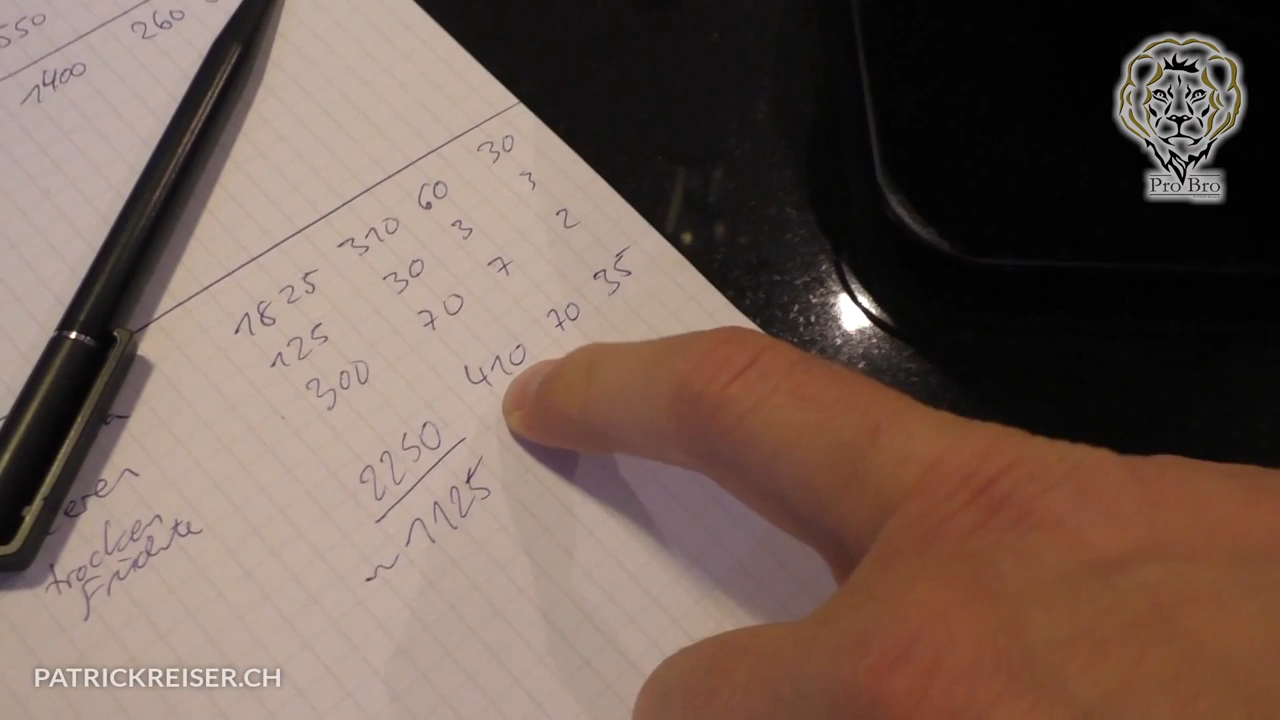 550
1400 260
1825 310 60 30
125 30 3 3
300 70 7 2
2250 410 70 35
~1125
trocken
Früchte
Pro Bro
PATRICKREISER.CH